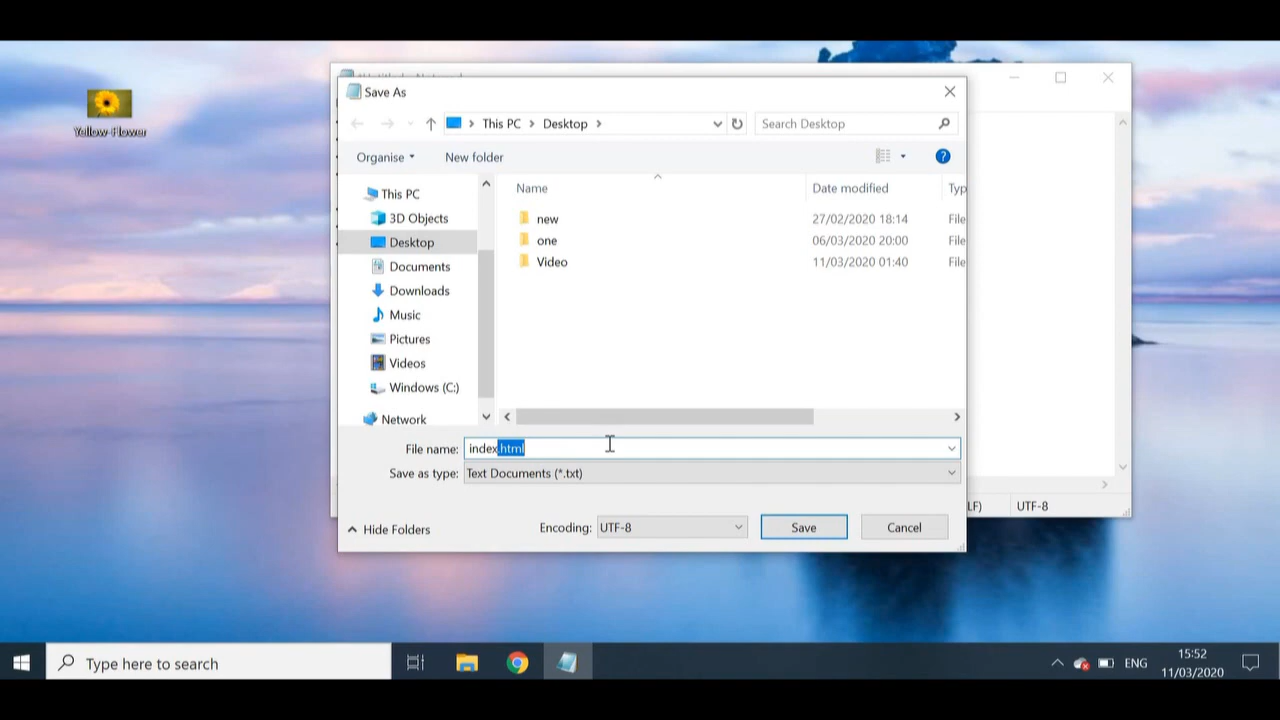 Yellow-Flower
Save As
This PC > Desktop >
Search Desktop
Organise
New folder
This PC
3D Objects
Desktop
Documents
Downloads
Music
Pictures
Videos
Windows (C:)
Network
Name
Date modified
Typ
new
27/02/2020 18:14
File
one
06/03/2020 20:00
File
Video
11/03/2020 01:40
File
File name:
index.html
Save as type:
Text Documents (*.txt)
Hide Folders
Encoding:
UTF-8
Save
Cancel
LF)
UTF-8
Type here to search
ENG
15:52
11/03/2020